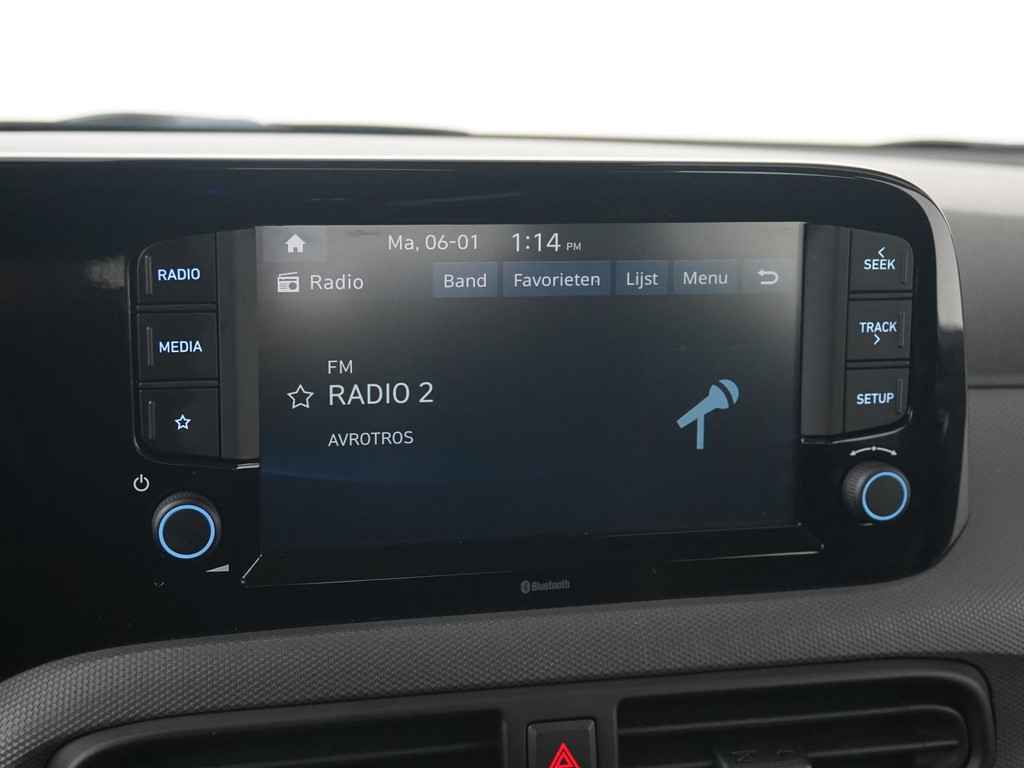 Ma, 06-01 1:14 PM
Radio Band Favorieten Lijst Menu
RADIO
MEDIA
FM
RADIO 2
AVROTROS
SEEK
TRACK
SETUP
Bluetooth